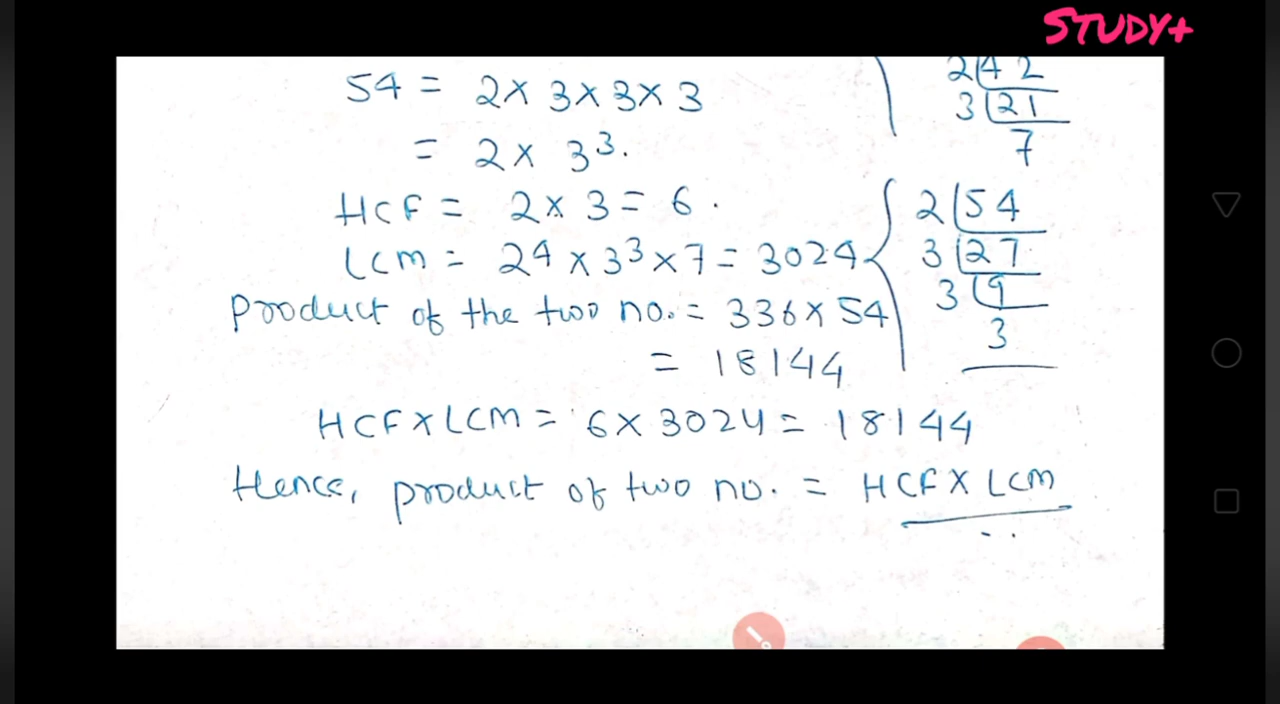 STUDY+
54 = 2 × 3 × 3 × 3
= 2 × 3³.
HCF = 2 × 3 = 6 .
LCM = 2⁴ × 3³ × 7 = 3024
Product of the two no. = 336 × 54
= 18144
HCF × LCM = 6 × 3024 = 18144
Hence, product of two no. = HCF × LCM
2 42
3 21
7
2 54
3 27
3 9
3